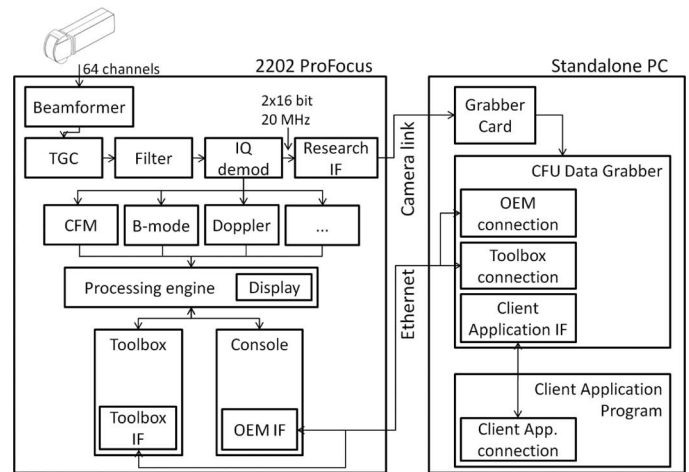 64 channels
2202 ProFocus
Standalone PC
Beamformer
2x16 bit
20 MHz
Grabber
Card
TGC
Filter
IQ
demod
Research
IF
Camera link
CFU Data Grabber
CFM
B-mode
Doppler
...
OEM
connection
Toolbox
connection
Processing engine
Display
Ethernet
Client
Application IF
Toolbox
Console
Toolbox
IF
OEM IF
Client Application
Program
Client App.
connection